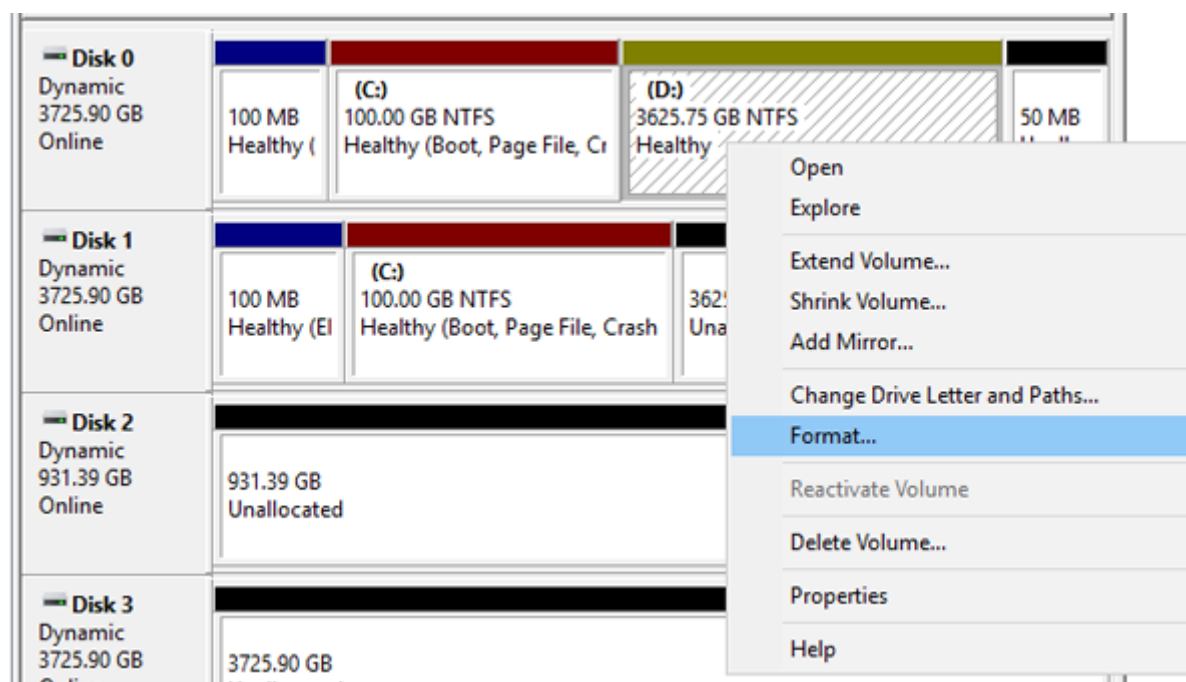 Disk 0
Dynamic
3725.90 GB
Online
100 MB
Healthy (
(C:)
100.00 GB NTFS
Healthy (Boot, Page File, Cr
(D:)
3625.75 GB NTFS
Healthy
50 MB
Disk 1
Dynamic
3725.90 GB
Online
100 MB
Healthy (El
(C:)
100.00 GB NTFS
Healthy (Boot, Page File, Crash
362
Una
Disk 2
Dynamic
931.39 GB
Online
931.39 GB
Unallocated
Disk 3
Dynamic
3725.90 GB
3725.90 GB
Open
Explore
Extend Volume...
Shrink Volume...
Add Mirror...
Change Drive Letter and Paths...
Format...
Reactivate Volume
Delete Volume...
Properties
Help